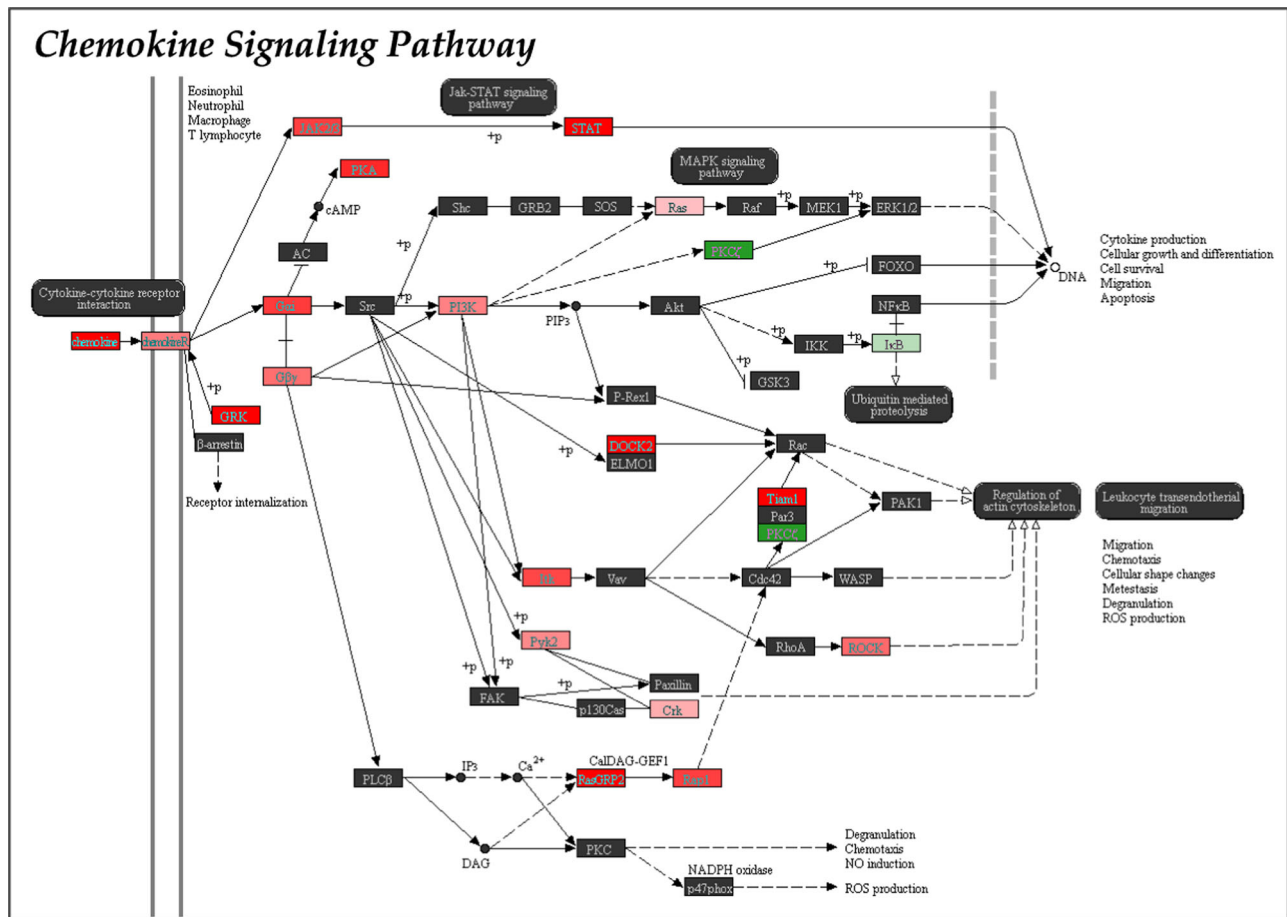 Chemokine Signaling Pathway
Eosinophil
Neutrophil
Macrophage
T lymphocyte
Jak-STAT signaling
pathway
JAK2/3
+p
STAT
MAPK signaling
pathway
PKA
cAMP
AC
Shc
GRB2
SOS
Ras
Raf
+p
MEK1
+p
ERK1/2
+p
PKCζ
+p
FOXO
DNA
Cytokine production
Cellular growth and differentiation
Cell survival
Migration
Apoptosis
Cytokine-cytokine receptor
interaction
Gαi
Src
+p
PI3K
PIP3
Akt
NFκB
chemokine
chemokineR
+p
IKK
+p
IκB
+p
GSK3
Gβγ
+p
GRK
β-arrestin
Receptor internalization
P-Rex1
Ubiquitin mediated
proteolysis
+p
DOCK2
ELMO1
Rac
Tiam1
Par3
PKCζ
PAK1
Regulation of
actin cytoskeleton
Leukocyte transendotherial
migration
Migration
Chemotaxis
Cellular shape changes
Metestasis
Degranulation
ROS production
Itk
Vav
Cdc42
WASP
+p
Pyk2
RhoA
ROCK
+p
+p
FAK
+p
Paxillin
p130Cas
Crk
PLCβ
IP3
Ca2+
CalDAG-GEF1
RasGRP2
Rap1
DAG
PKC
Degranulation
Chemotaxis
NO induction
NADPH oxidase
p47phox
ROS production